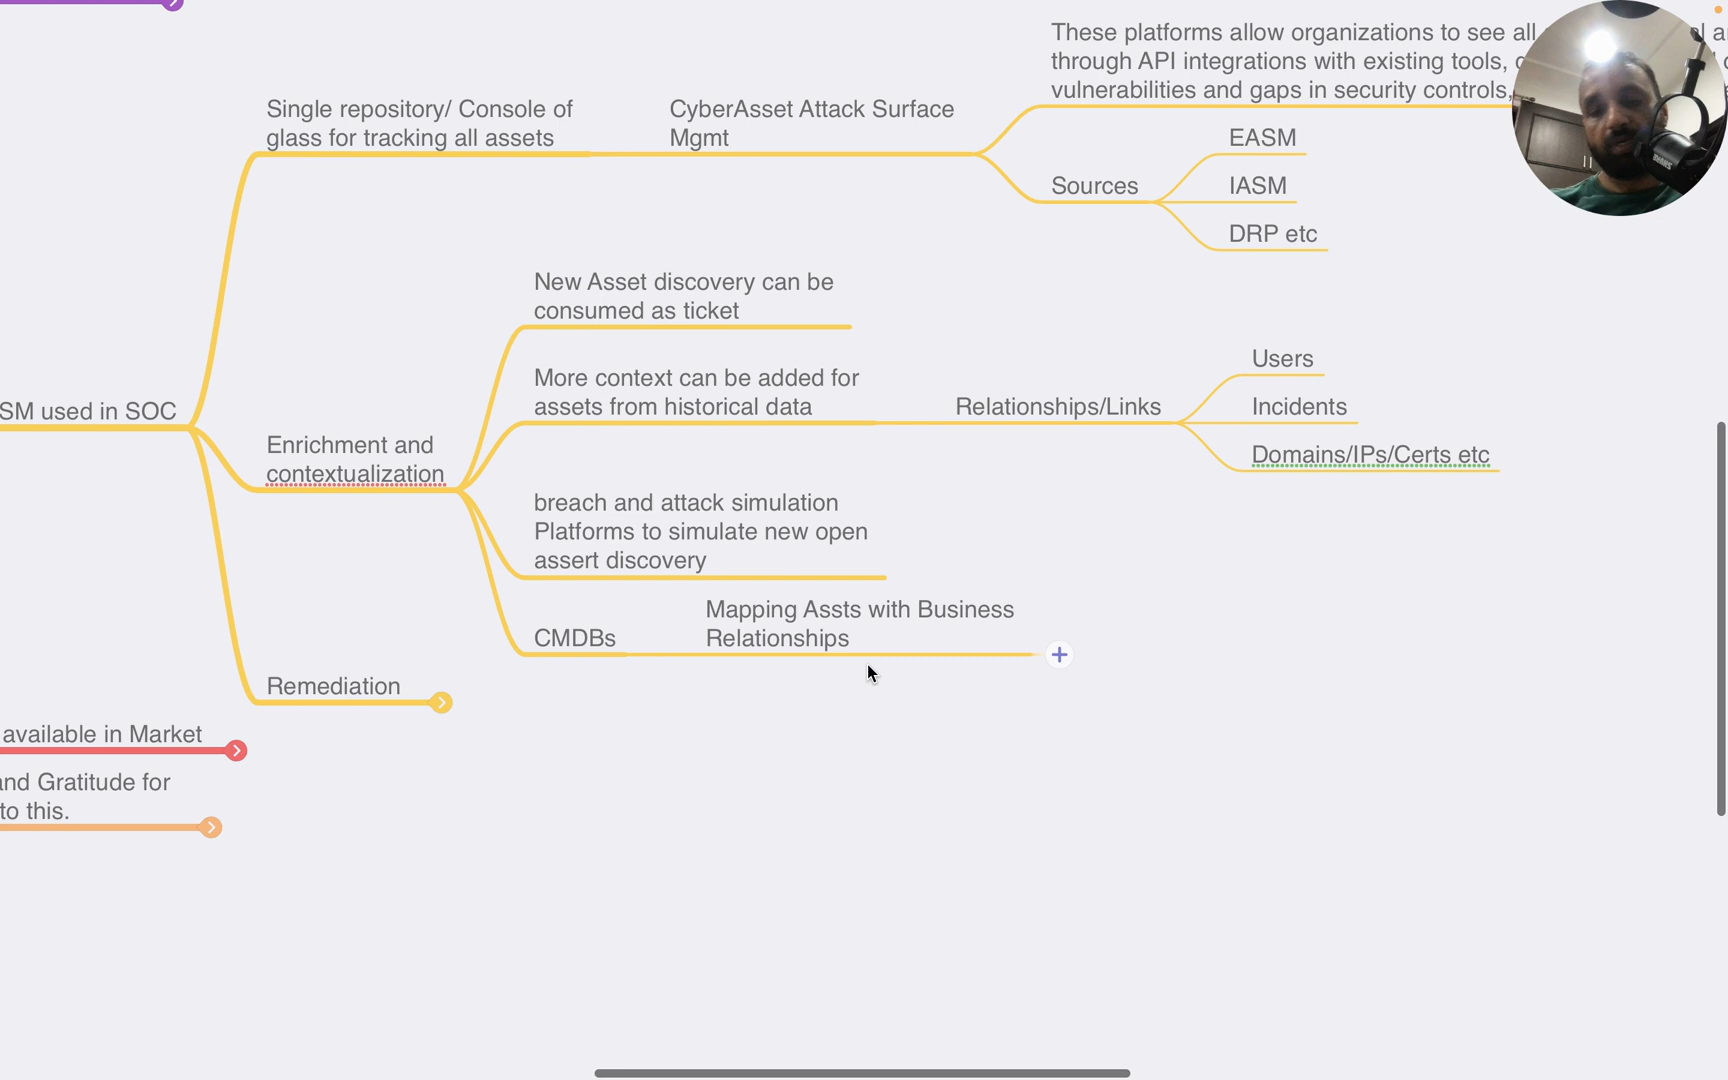 These platforms allow organizations to see all
through API integrations with existing tools,
vulnerabilities and gaps in security controls,
Single repository/ Console of
glass for tracking all assets
CyberAsset Attack Surface
Mgmt
EASM
Sources
IASM
DRP etc
New Asset discovery can be
consumed as ticket
More context can be added for
assets from historical data
Relationships/Links
Users
Incidents
Domains/IPs/Certs etc
SM used in SOC
Enrichment and
contextualization
breach and attack simulation
Platforms to simulate new open
assert discovery
CMDBs
Mapping Assts with Business
Relationships
Remediation
available in Market
and Gratitude for
to this.